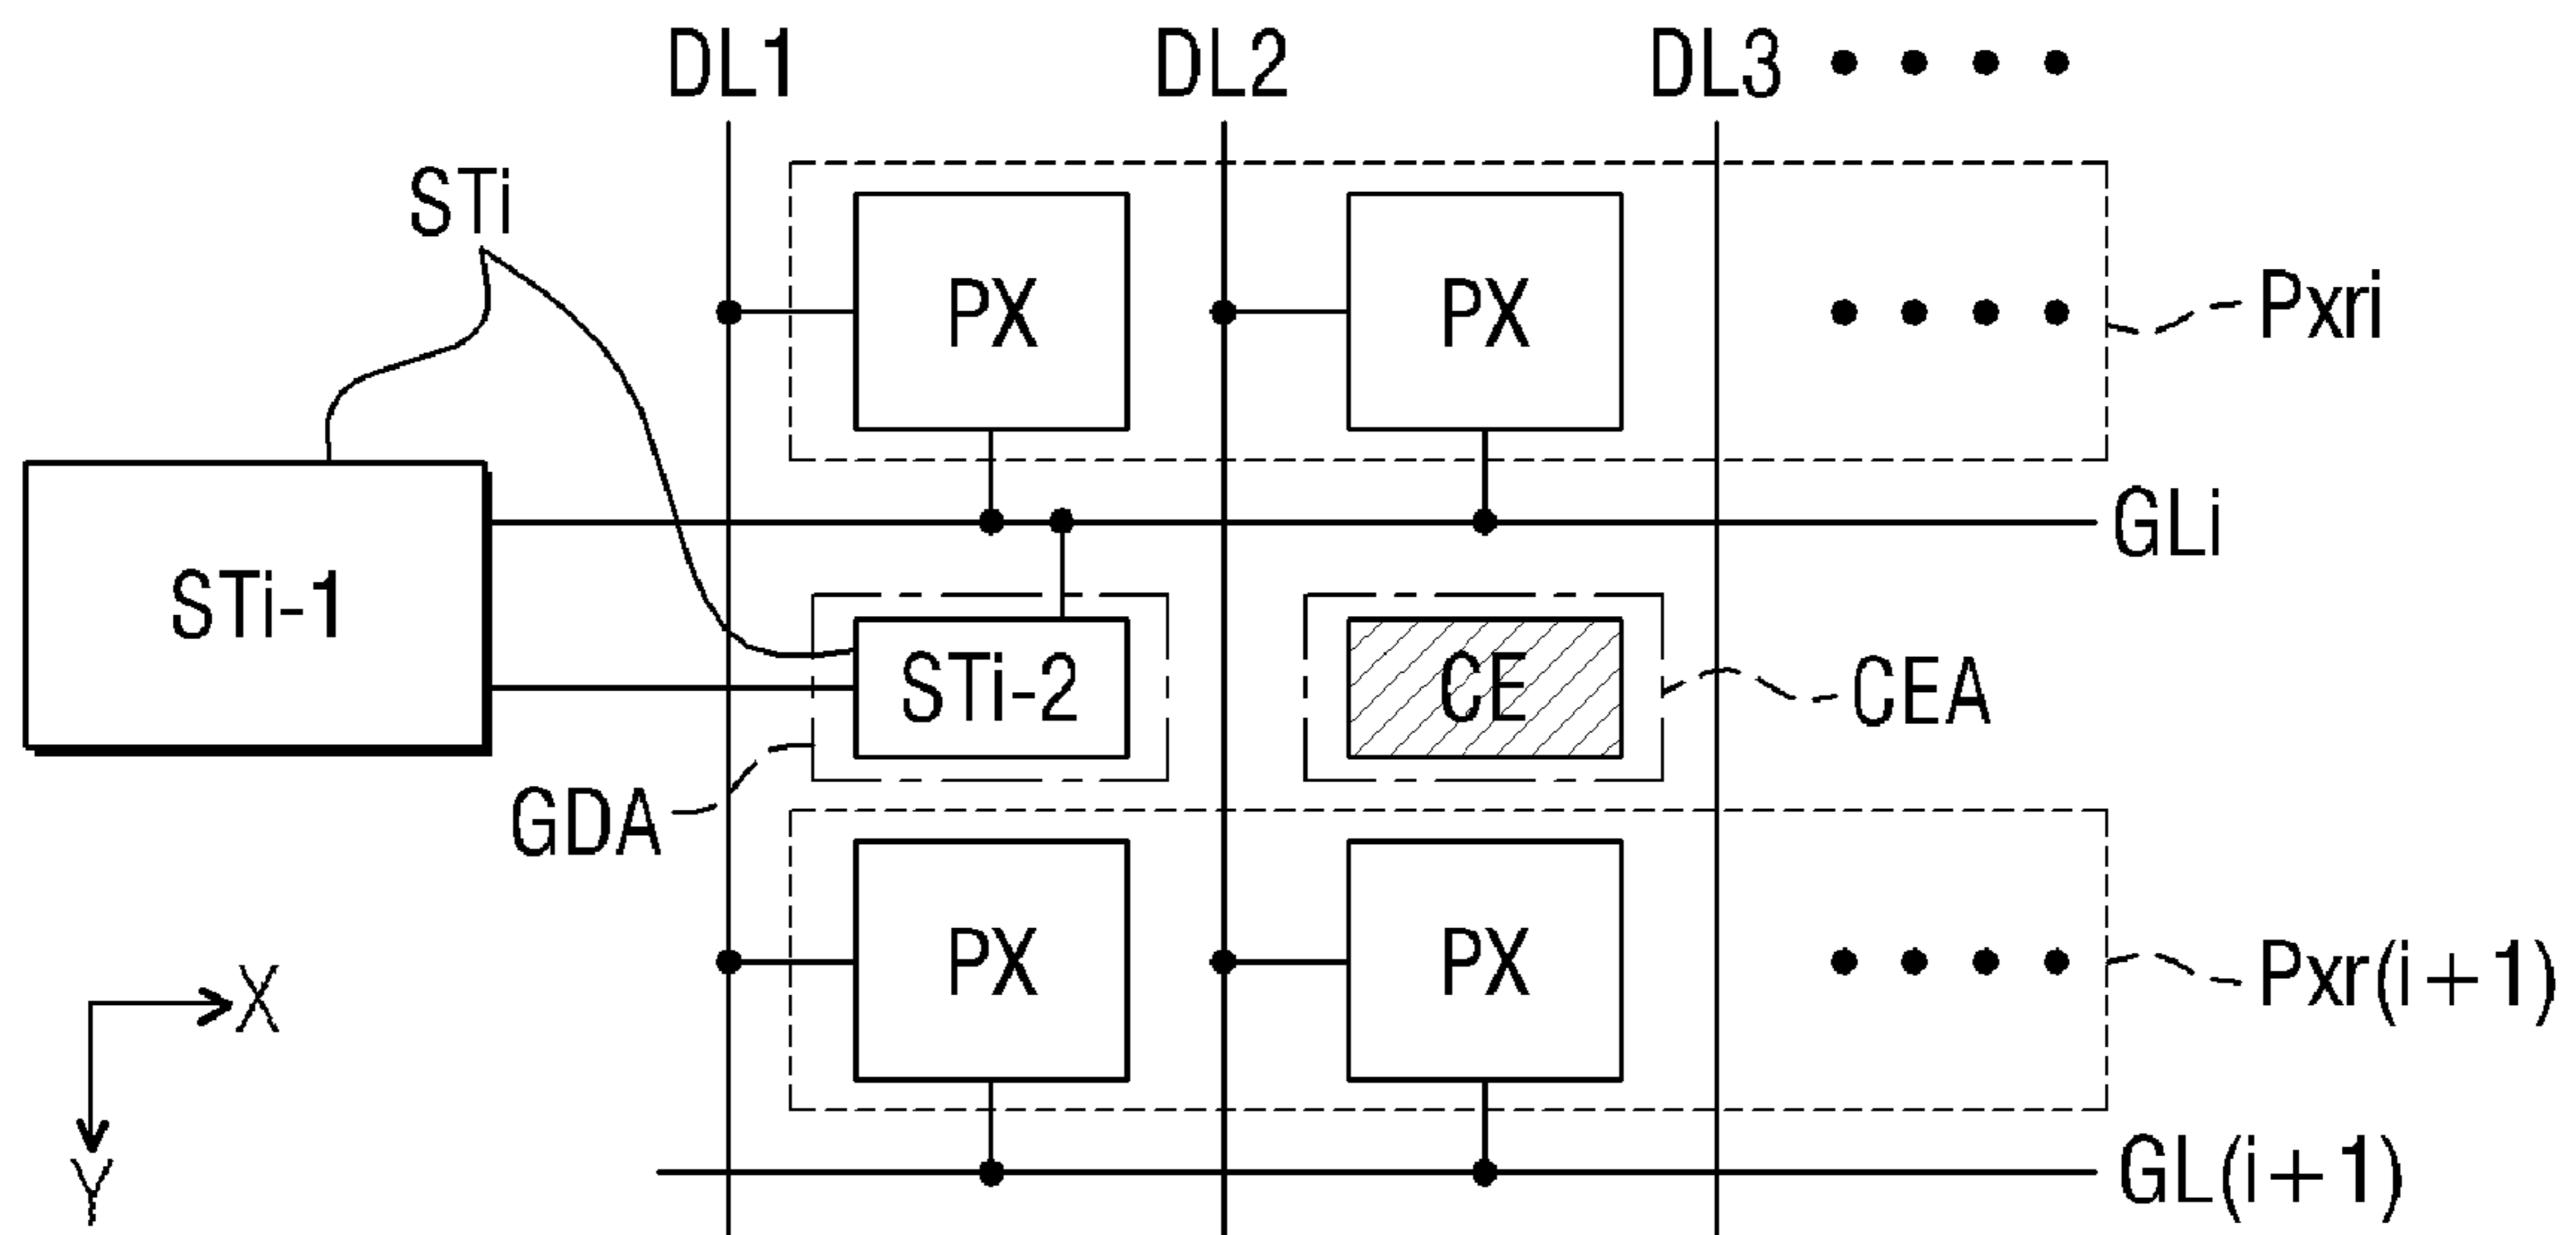 DL1 DL2 DL3
STi
PX PX
Pxri
GLi
STi-1
STi-2 CE CEA
GDA
PX PX
Pxr(i+1)
X
Y
GL(i+1)